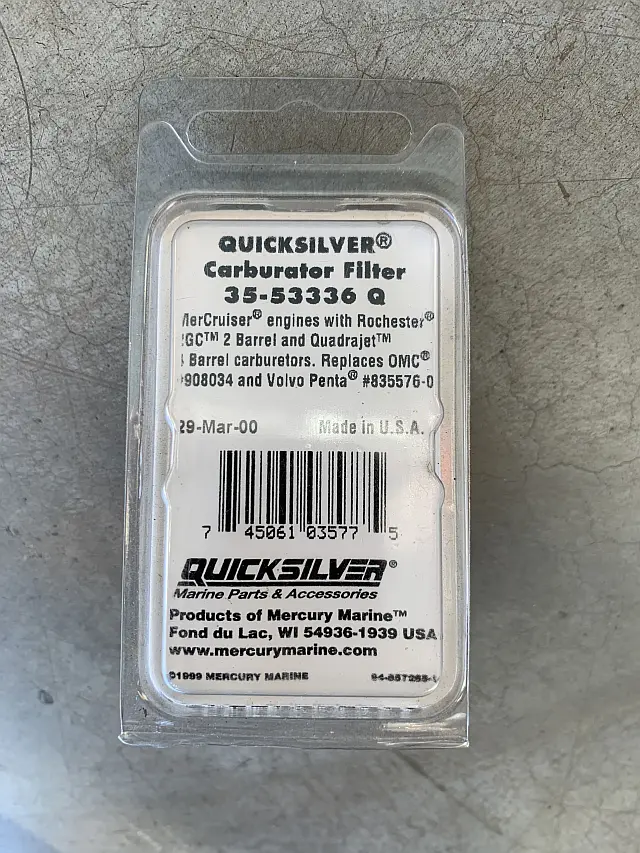 QUICKSILVER®
Carburator Filter
35-53336 Q
MerCruiser® engines with Rochester®
2GC™ 2 Barrel and Quadrajet™
4 Barrel carburetors. Replaces OMC®
#908034 and Volvo Penta® #835576-0
29-Mar-00 Made in U.S.A.
7 45061 03577 5
QUICKSILVER®
Marine Parts & Accessories
Products of Mercury Marine™
Fond du Lac, WI 54936-1939 USA
www.mercurymarine.com
©1999 MERCURY MARINE